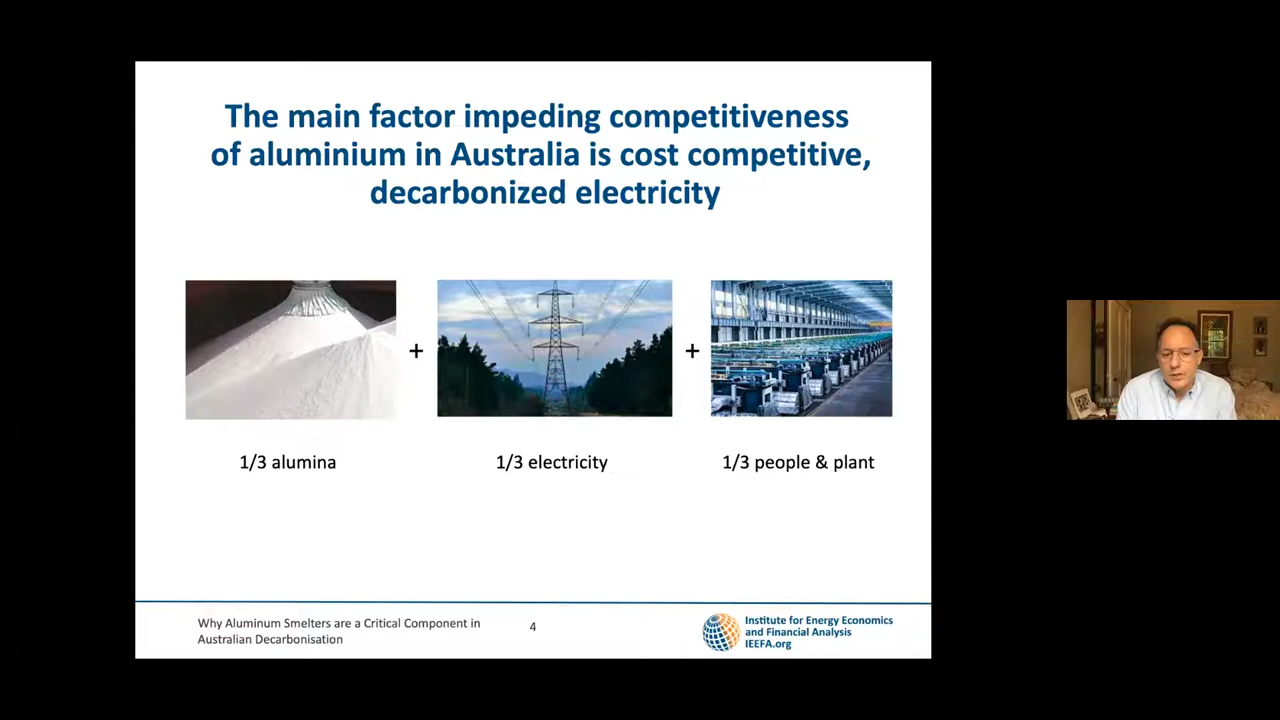 The main factor impeding competitiveness
of aluminium in Australia is cost competitive,
decarbonized electricity
+
+
1/3 alumina
1/3 electricity
1/3 people & plant
Why Aluminum Smelters are a Critical Component in
Australian Decarbonisation
4
Institute for Energy Economics
and Financial Analysis
IEEFA.org